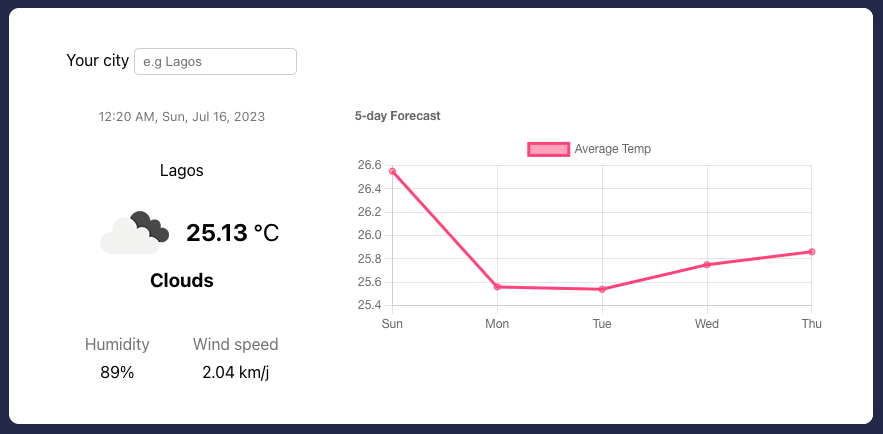 Your city e.g Lagos
12:20 AM, Sun, Jul 16, 2023
Lagos
25.13 °C
Clouds
Humidity Wind speed
89% 2.04 km/j
5-day Forecast
Average Temp
26.6
26.4
26.2
26.0
25.8
25.6
25.4
Sun Mon Tue Wed Thu